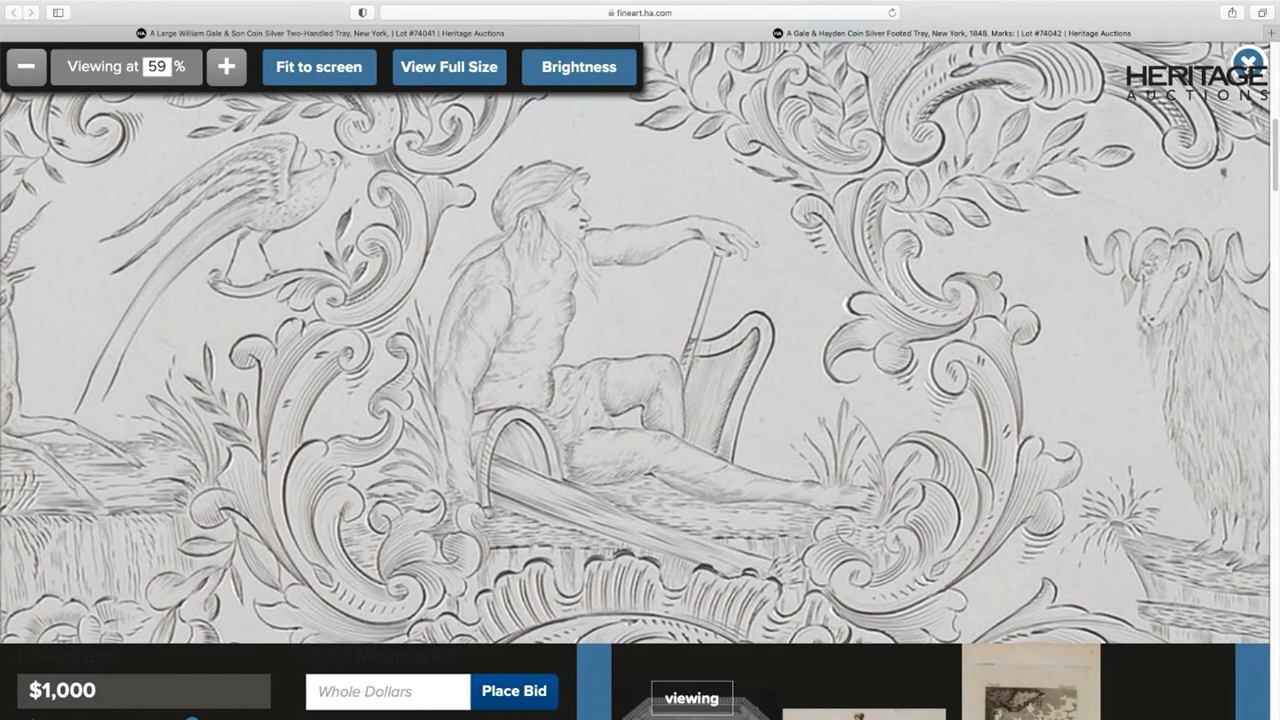 fineart.ha.com
A Large William Gale & Son Coin Silver Two-Handled Tray, New York, | Lot #74041 | Heritage Auctions
A Gale & Hayden Coin Silver Footed Tray, New York, 1848. Marks: | Lot #74042 | Heritage Auctions
Viewing at 59 %
Fit to screen
View Full Size
Brightness
HERITAGE
AUCTIONS
$1,000
Whole Dollars
Place Bid
viewing